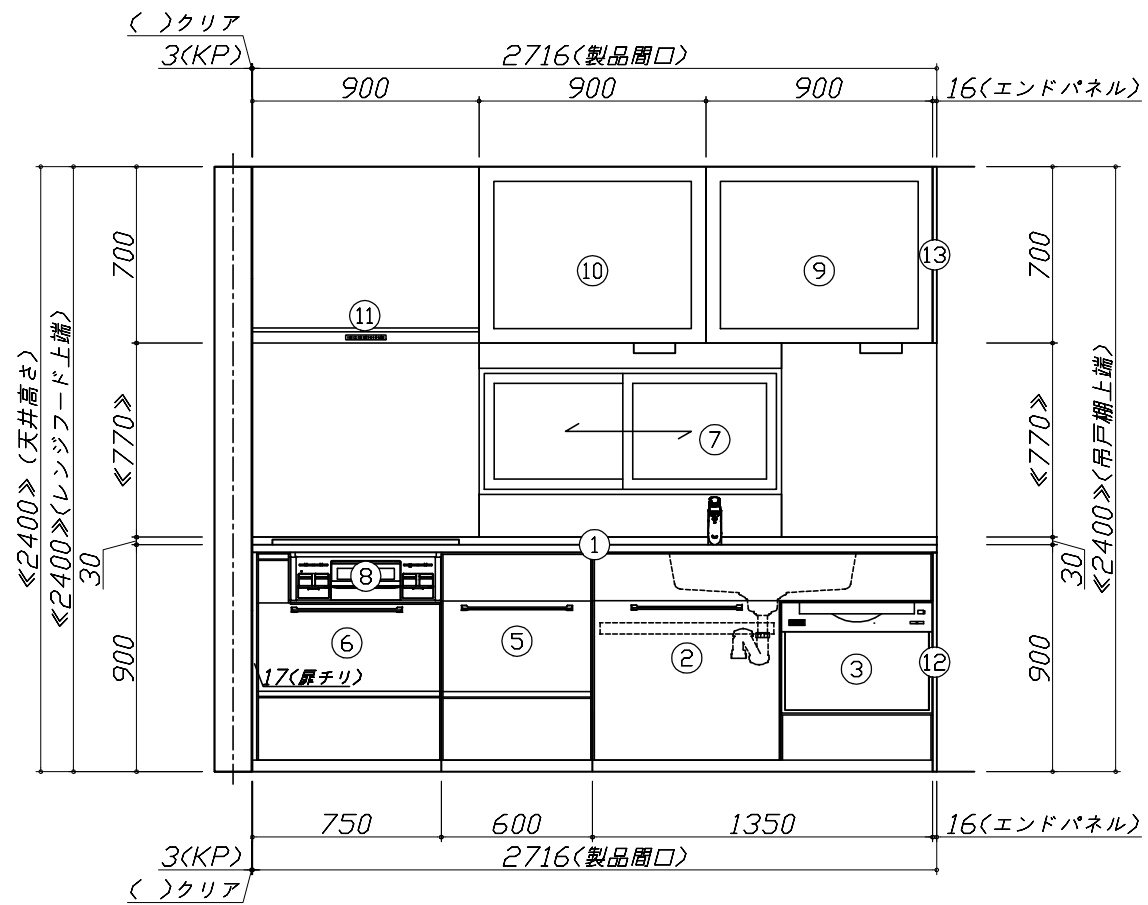 ( )クリア
3(KP)
2716(製品間口)
900
900
900
16(エンドパネル)
700
⑩
⑨
⑬
700
⑪
≪2400≫(天井高さ)
≪2400≫(レンジフード上端)
≪770≫
⑦
≪770≫
≪2400≫(吊戸棚上端)
30
①
30
⑧
900
⑥
⑤
②
③
⑫
900
17(扉チリ)
750
600
1350
16(エンドパネル)
3(KP)
2716(製品間口)
( )クリア